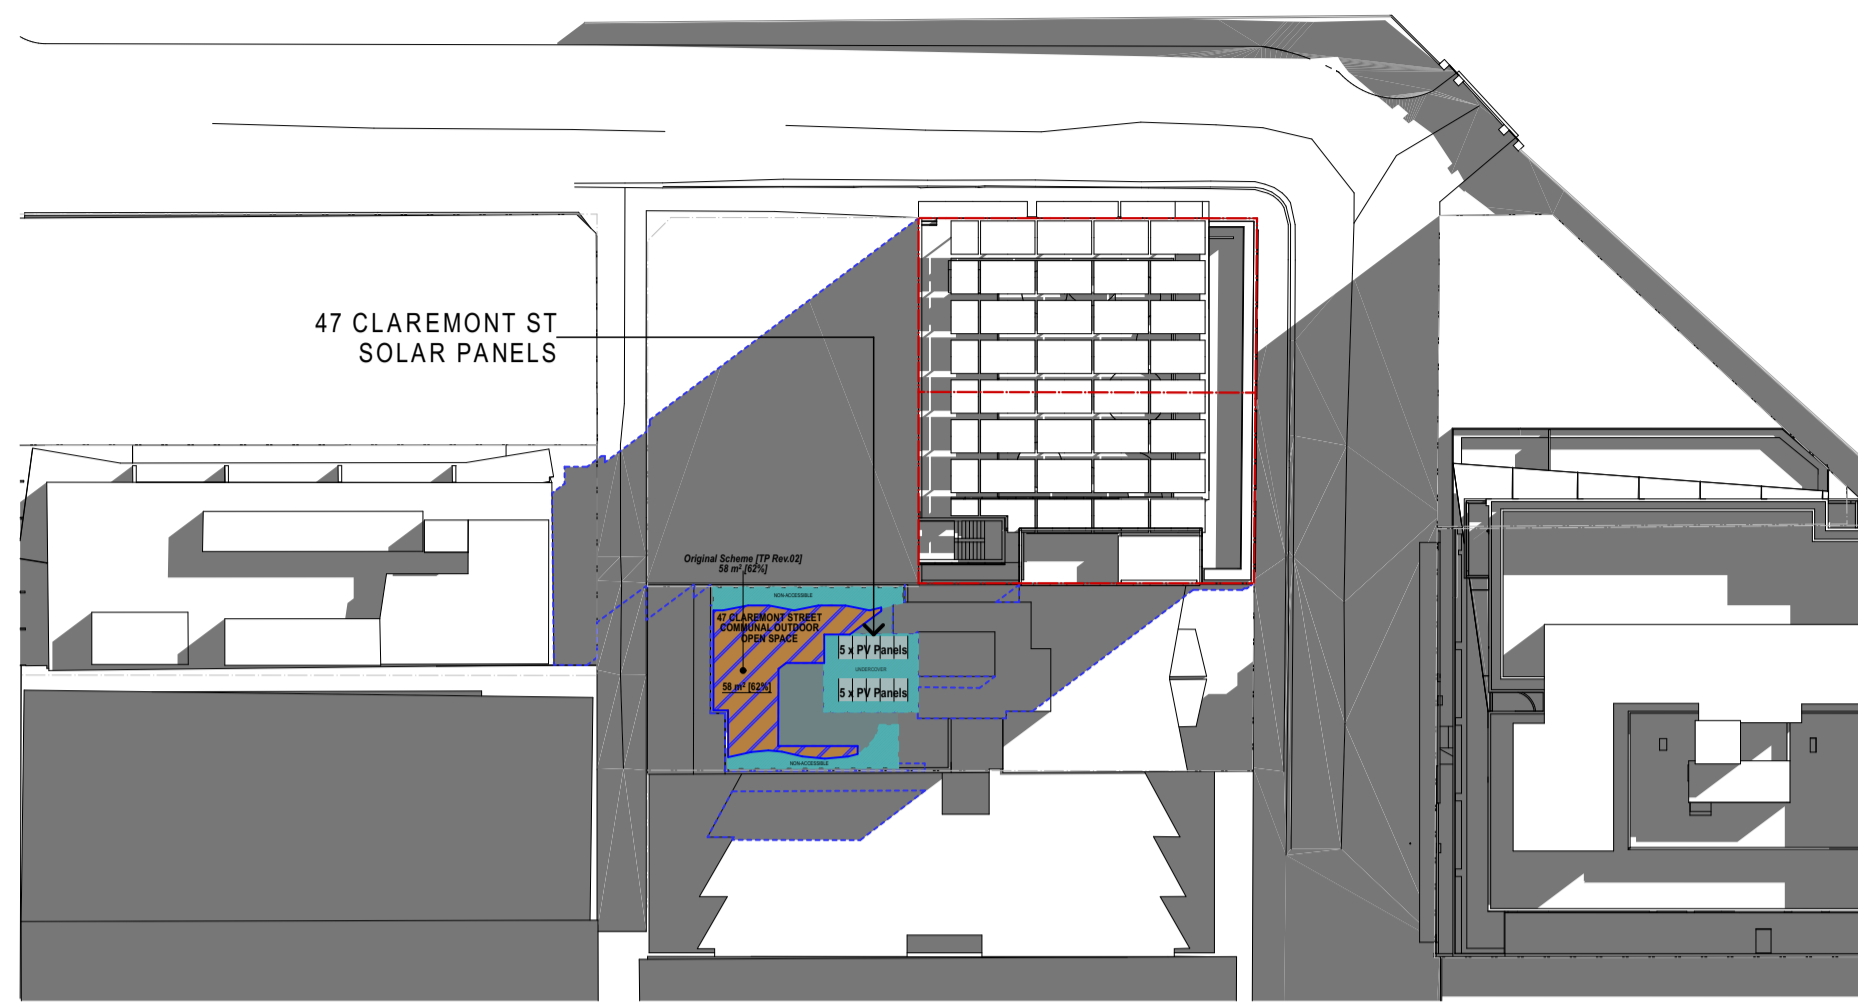 47 CLAREMONT ST
SOLAR PANELS
Original Scheme [TP Rev.02]
58 m² [62%]
NON-ACCESSIBLE
47 CLAREMONT STREET
COMMUNAL OUTDOOR
OPEN SPACE
5 x PV Panels
UNDERCOVER
58 m² [62%]
5 x PV Panels
NON-ACCESSIBLE